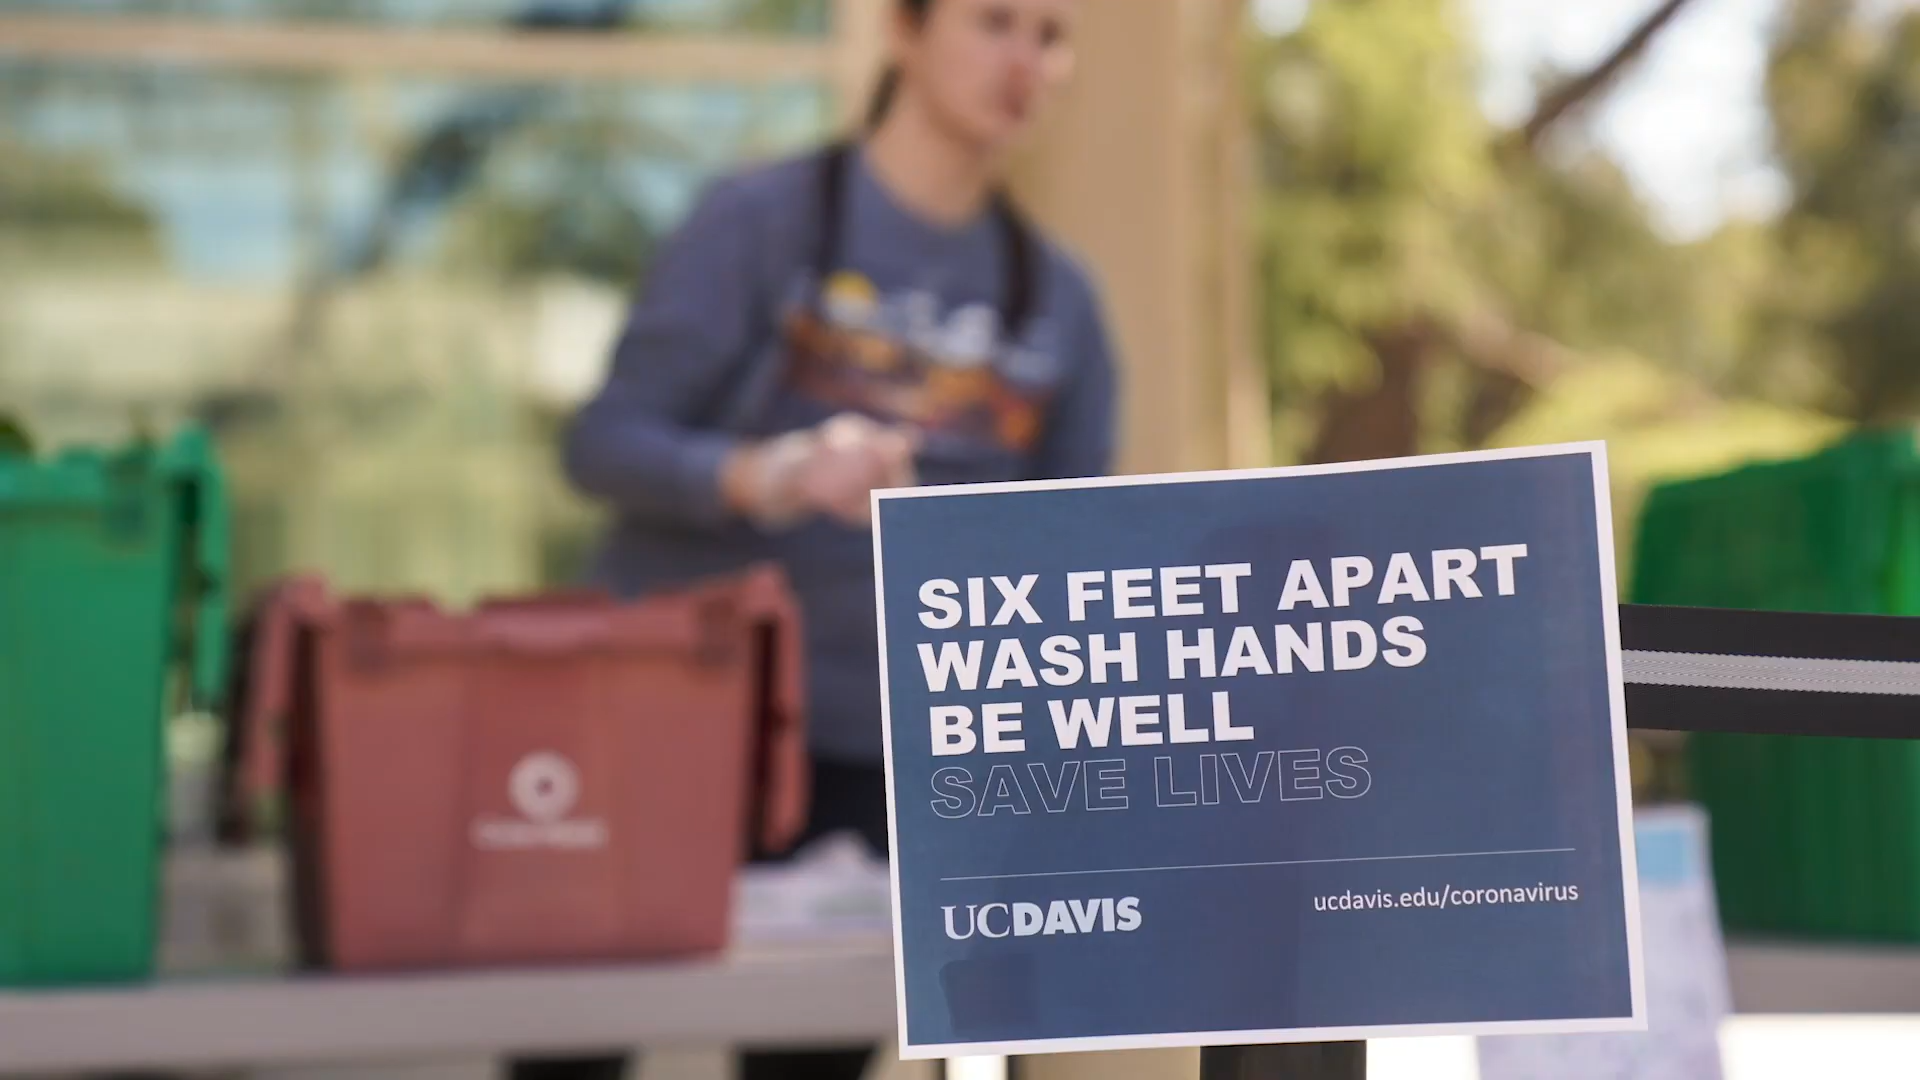 SIX FEET APART
WASH HANDS
BE WELL
SAVE LIVES
UCDAVIS
ucdavis.edu/coronavirus